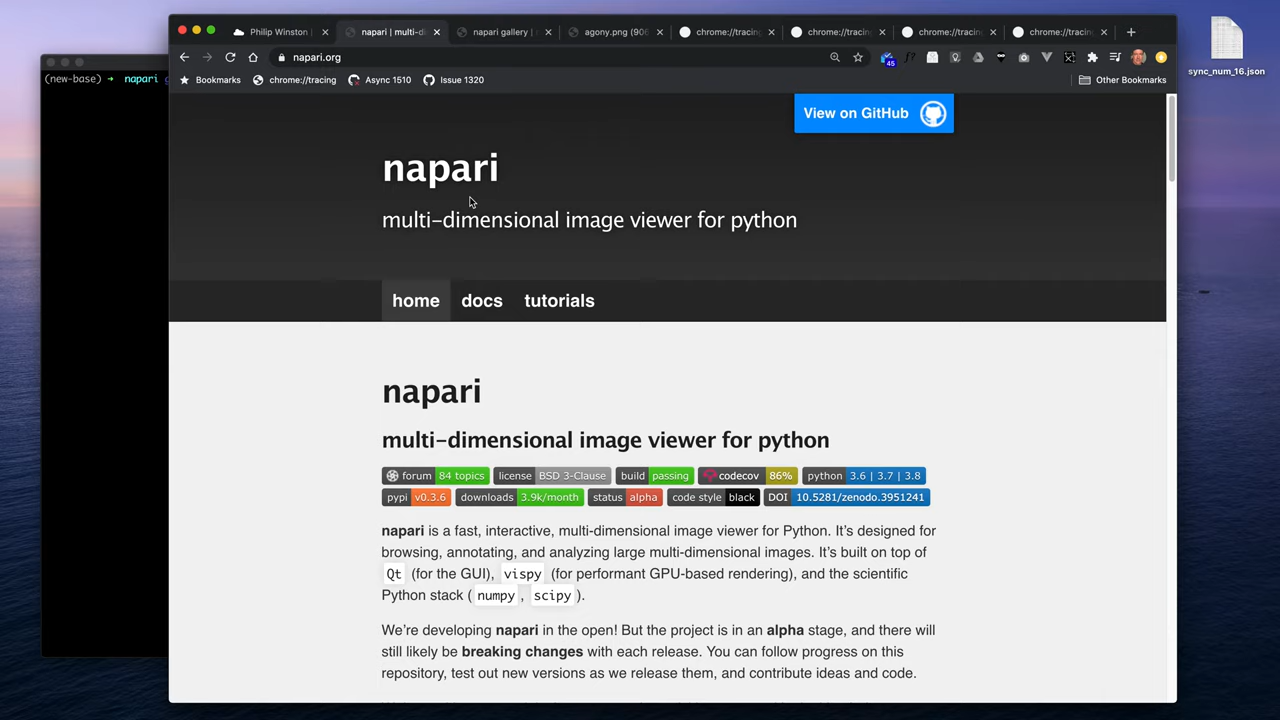 Philip Winston |
napari | multi-di
napari gallery | n
agony.png (906
chrome://tracing
chrome://tracing
chrome://tracing
chrome://tracing
napari.org
45
Bookmarks
chrome://tracing
Async 1510
Issue 1320
Other Bookmarks
(new-base) → napari g
sync_num_16.json
View on GitHub
napari
multi-dimensional image viewer for python
home docs tutorials
napari
multi-dimensional image viewer for python
forum 84 topics license BSD 3-Clause build passing codecov 86% python 3.6 | 3.7 | 3.8
pypi v0.3.6 downloads 3.9k/month status alpha code style black DOI 10.5281/zenodo.3951241
napari is a fast, interactive, multi-dimensional image viewer for Python. It's designed for
browsing, annotating, and analyzing large multi-dimensional images. It's built on top of
Qt (for the GUI), vispy (for performant GPU-based rendering), and the scientific
Python stack ( numpy , scipy ).
We're developing napari in the open! But the project is in an alpha stage, and there will
still likely be breaking changes with each release. You can follow progress on this
repository, test out new versions as we release them, and contribute ideas and code.